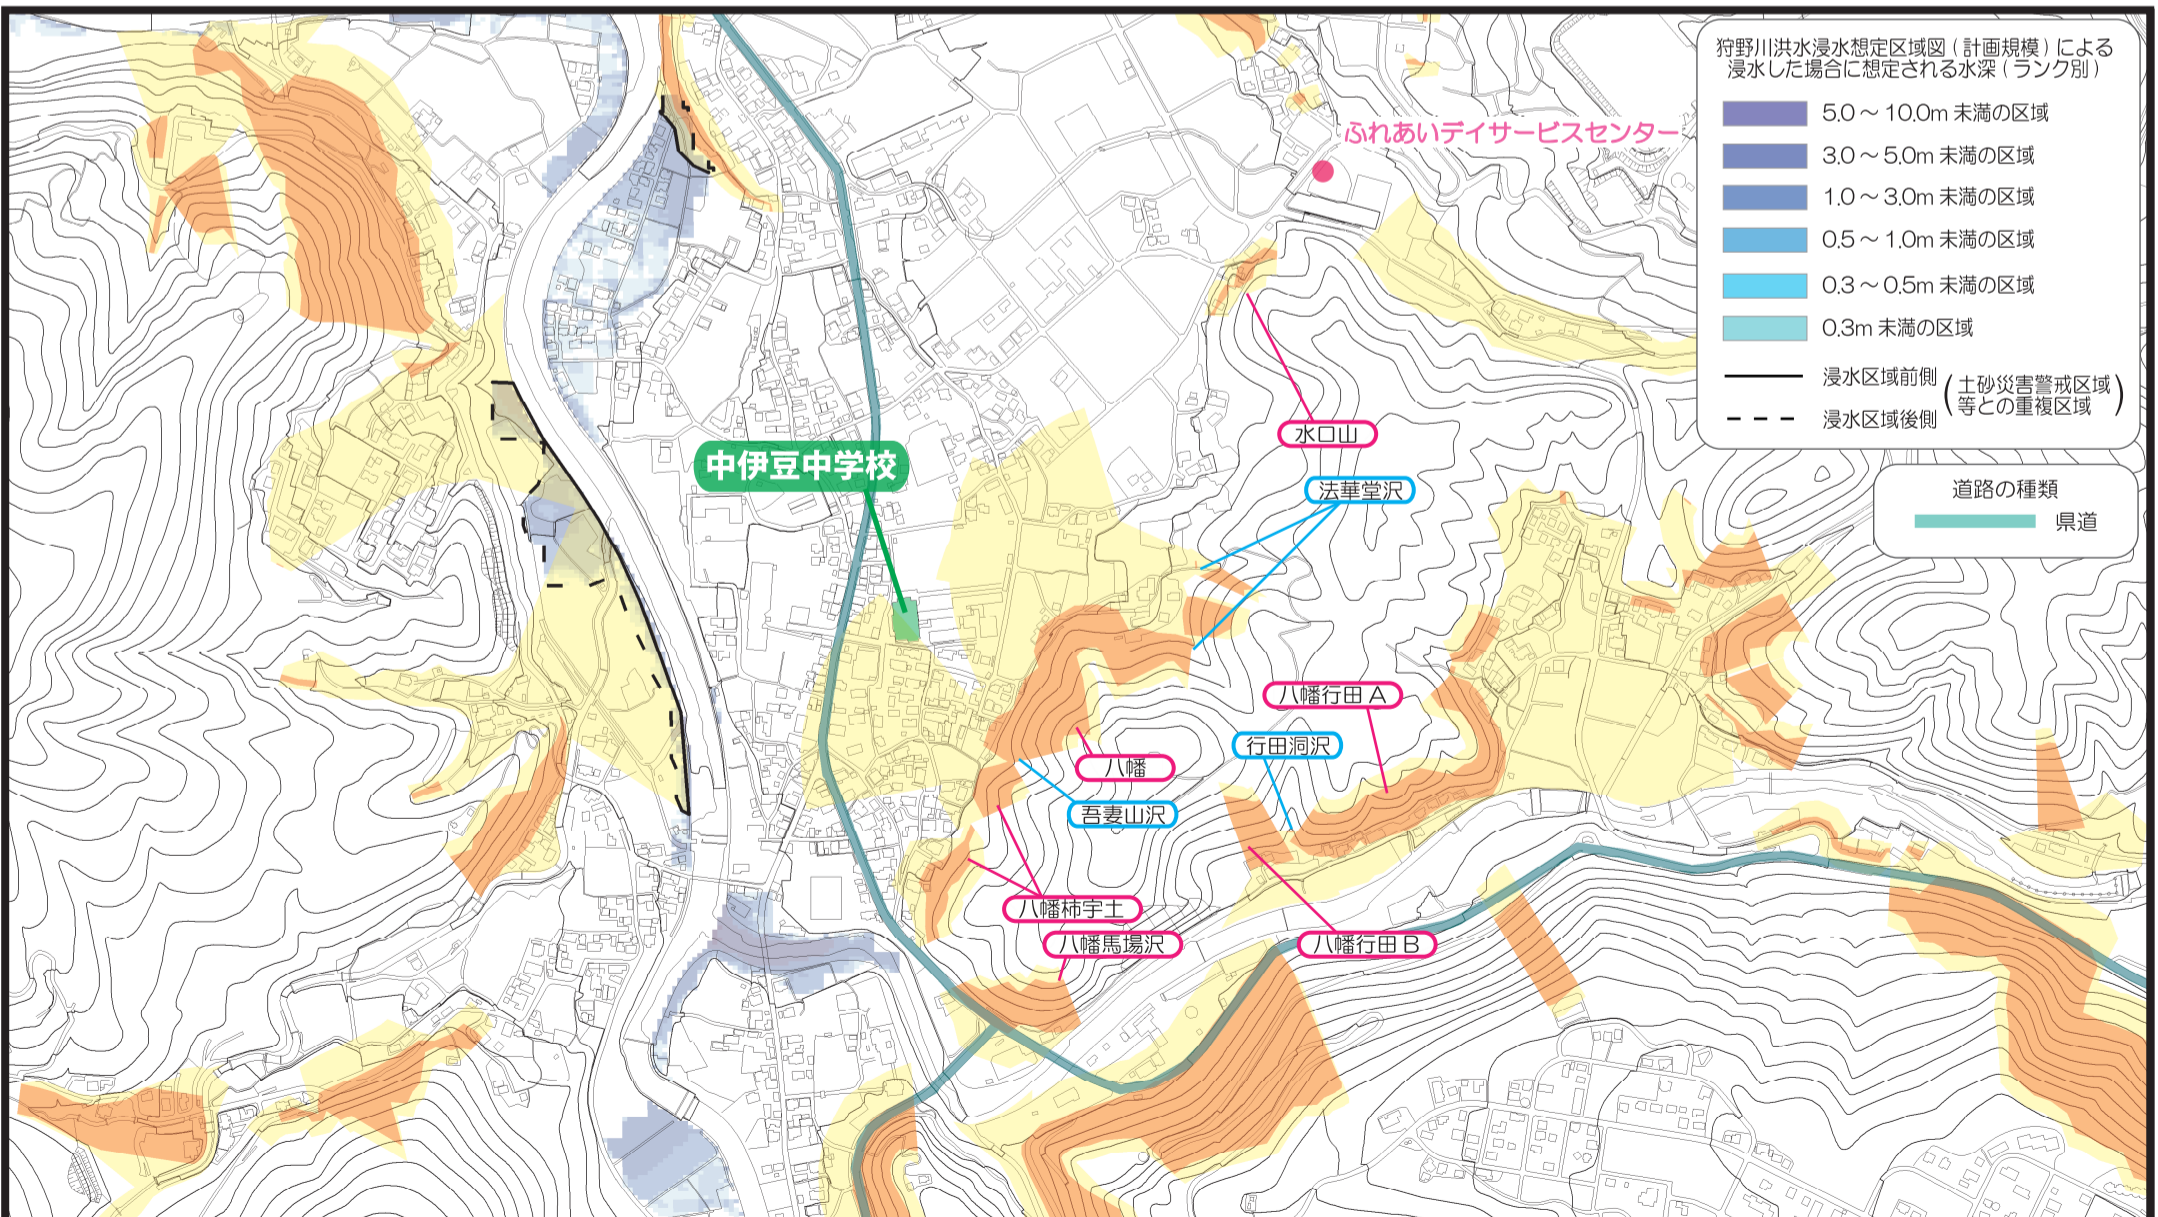 狩野川洪水浸水想定区域図(計画規模)による
浸水した場合に想定される水深(ランク別)
5.0～10.0m 未満の区域
3.0～5.0m 未満の区域
1.0～3.0m 未満の区域
0.5～1.0m 未満の区域
0.3～0.5m 未満の区域
0.3m 未満の区域
浸水区域前側
浸水区域後側
(土砂災害警戒区域
等との重複区域)
道路の種類
県道
ふれあいデイサービスセンター
水口山
中伊豆中学校
法華堂沢
八幡行田 A
行田洞沢
八幡
吾妻山沢
八幡柿宇土
八幡馬場沢
八幡行田 B